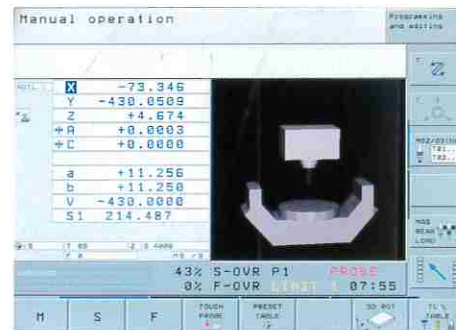 Manual operation
Programming
and editing
X -73.346
Y -430.0509
Z +4.674
A +0.0003
C +0.0000
a +11.256
b +11.250
V -430.0000
S1 214.487
43% S-OVR P1 PROBE
0% F-OVR LIMIT 1 07:55
M
S
F
TOUCH
PROBE
PRESET
TABLE
3D ROT
TABLE